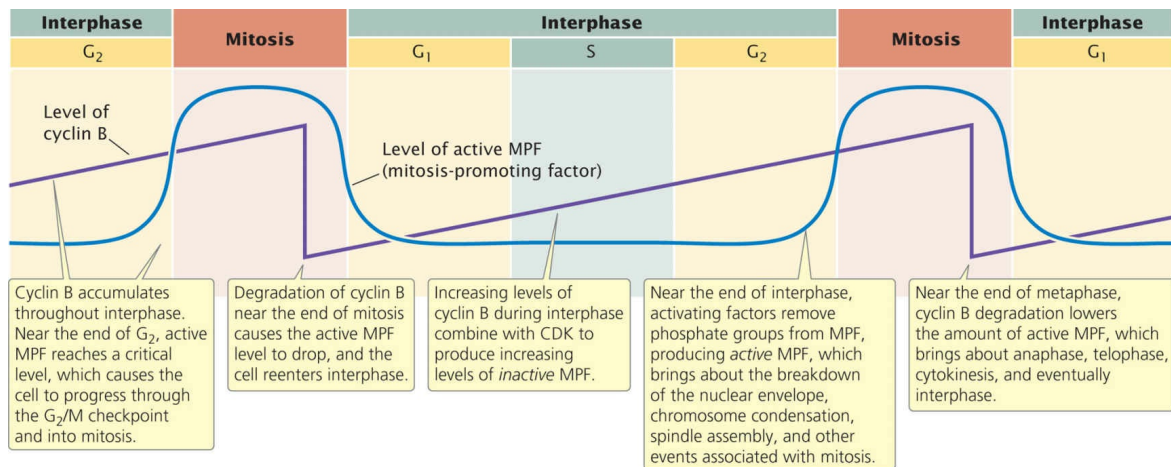 Interphase
Mitosis
Interphase
Mitosis
Interphase
G₂
G₁
S
G₂
G₁
Level of
cyclin B
Level of active MPF
(mitosis-promoting factor)
Cyclin B accumulates
throughout interphase.
Near the end of G₂, active
MPF reaches a critical
level, which causes the
cell to progress through
the G₂/M checkpoint
and into mitosis.
Degradation of cyclin B
near the end of mitosis
causes the active MPF
level to drop, and the
cell reenters interphase.
Increasing levels of
cyclin B during interphase
combine with CDK to
produce increasing
levels of inactive MPF.
Near the end of interphase,
activating factors remove
phosphate groups from MPF,
producing active MPF, which
brings about the breakdown
of the nuclear envelope,
chromosome condensation,
spindle assembly, and other
events associated with mitosis.
Near the end of metaphase,
cyclin B degradation lowers
the amount of active MPF, which
brings about anaphase, telophase,
cytokinesis, and eventually
interphase.